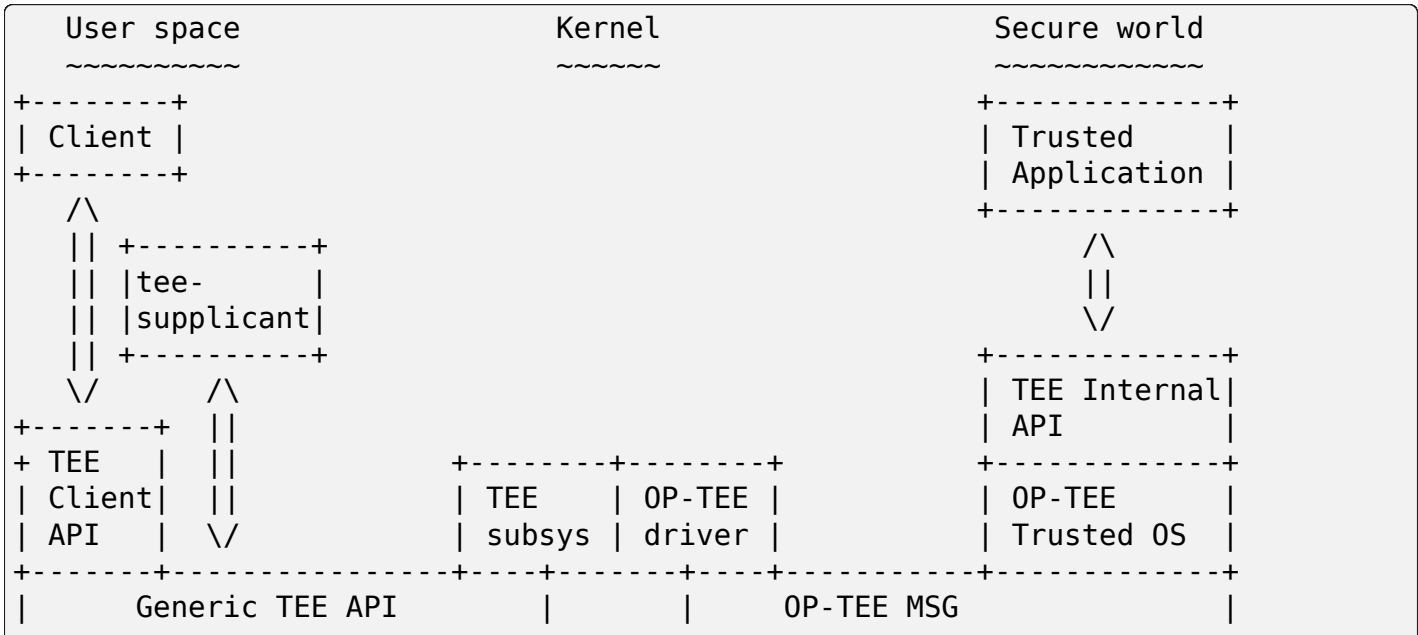 User space                  Kernel                   Secure world
   ~~~~~~~~~~                  ~~~~~~                   ~~~~~~~~~~~~
+--------+                                             +-------------+
| Client |                                             | Trusted     |
+--------+                                             | Application |
   /\                                                  +-------------+
   || +----------+                                           /\
   || |tee-      |                                           ||
   || |supplicant|                                           \/
   || +----------+                                     +-------------+
   \/     /\                                           | TEE Internal|
+-------+  ||                                          | API         |
+ TEE   |  ||            +--------+--------+           +-------------+
| Client|  ||            | TEE    | OP-TEE |           | OP-TEE      |
| API   |  \/            | subsys | driver |           | Trusted OS  |
+-------+----------------+----+-------+----+-----------+-------------+
|      Generic TEE API        |       |     OP-TEE MSG               |